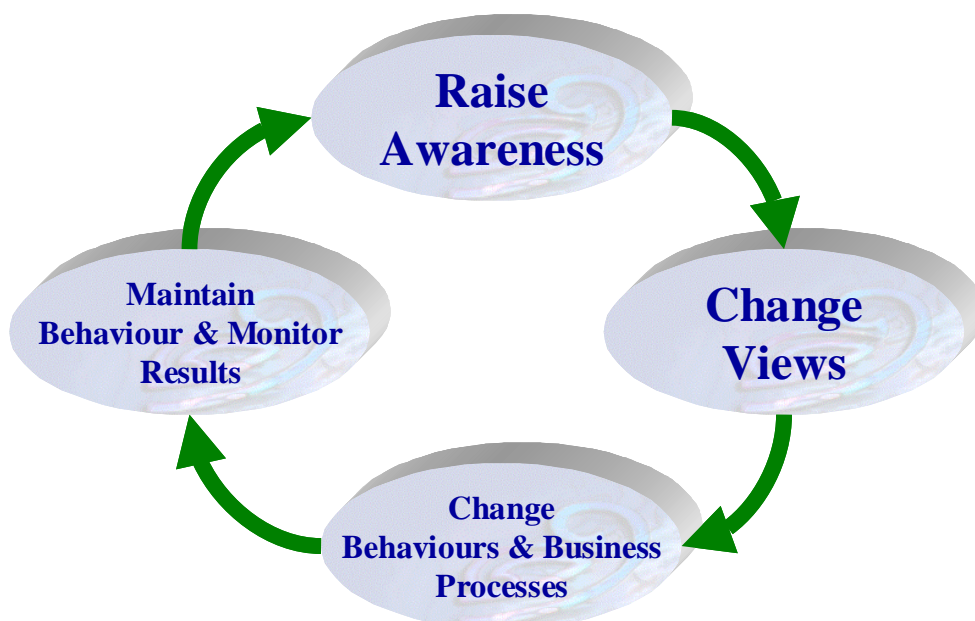 Raise
Awareness
Change
Views
Change
Behaviours & Business
Processes
Maintain
Behaviour & Monitor
Results